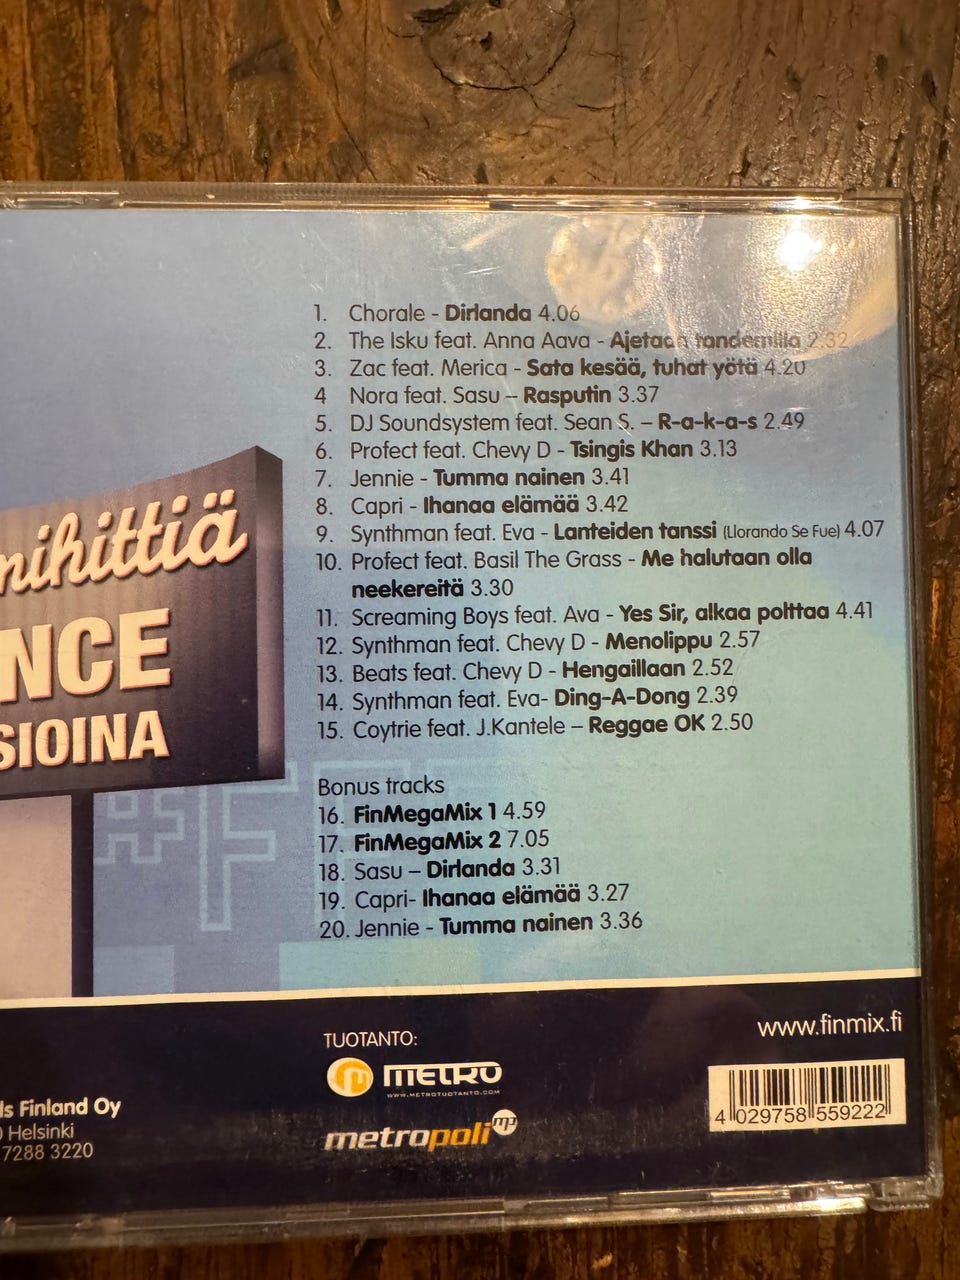 1. Chorale - Dirlanda 4.06
2. The Isku feat. Anna Aava - Ajetaan tandemilla 2.32
3. Zac feat. Merica - Sata kesää, tuhat yötä 4.20
4 Nora feat. Sasu – Rasputin 3.37
5. DJ Soundsystem feat. Sean S. – R-a-k-a-s 2.49
6. Profect feat. Chevy D - Tsingis Khan 3.13
7. Jennie - Tumma nainen 3.41
8. Capri - Ihanaa elämää 3.42
9. Synthman feat. Eva - Lanteiden tanssi (Llorando Se Fue) 4.07
10. Profect feat. Basil The Grass - Me halutaan olla
neekereitä 3.30
11. Screaming Boys feat. Ava - Yes Sir, alkaa polttaa 4.41
12. Synthman feat. Chevy D - Menolippu 2.57
13. Beats feat. Chevy D - Hengaillaan 2.52
14. Synthman feat. Eva- Ding-A-Dong 2.39
15. Coytrie feat. J.Kantele – Reggae OK 2.50
Bonus tracks
16. FinMegaMix 1 4.59
17. FinMegaMix 2 7.05
18. Sasu – Dirlanda 3.31
19. Capri- Ihanaa elämää 3.27
20. Jennie - Tumma nainen 3.36
mihittiä
NCE
SIOINA
TUOTANTO:
METRO
WWW.METROTUOTANTO.COM
metropoli mp
www.finmix.fi
4 029758 559222
ds Finland Oy
0 Helsinki
7288 3220